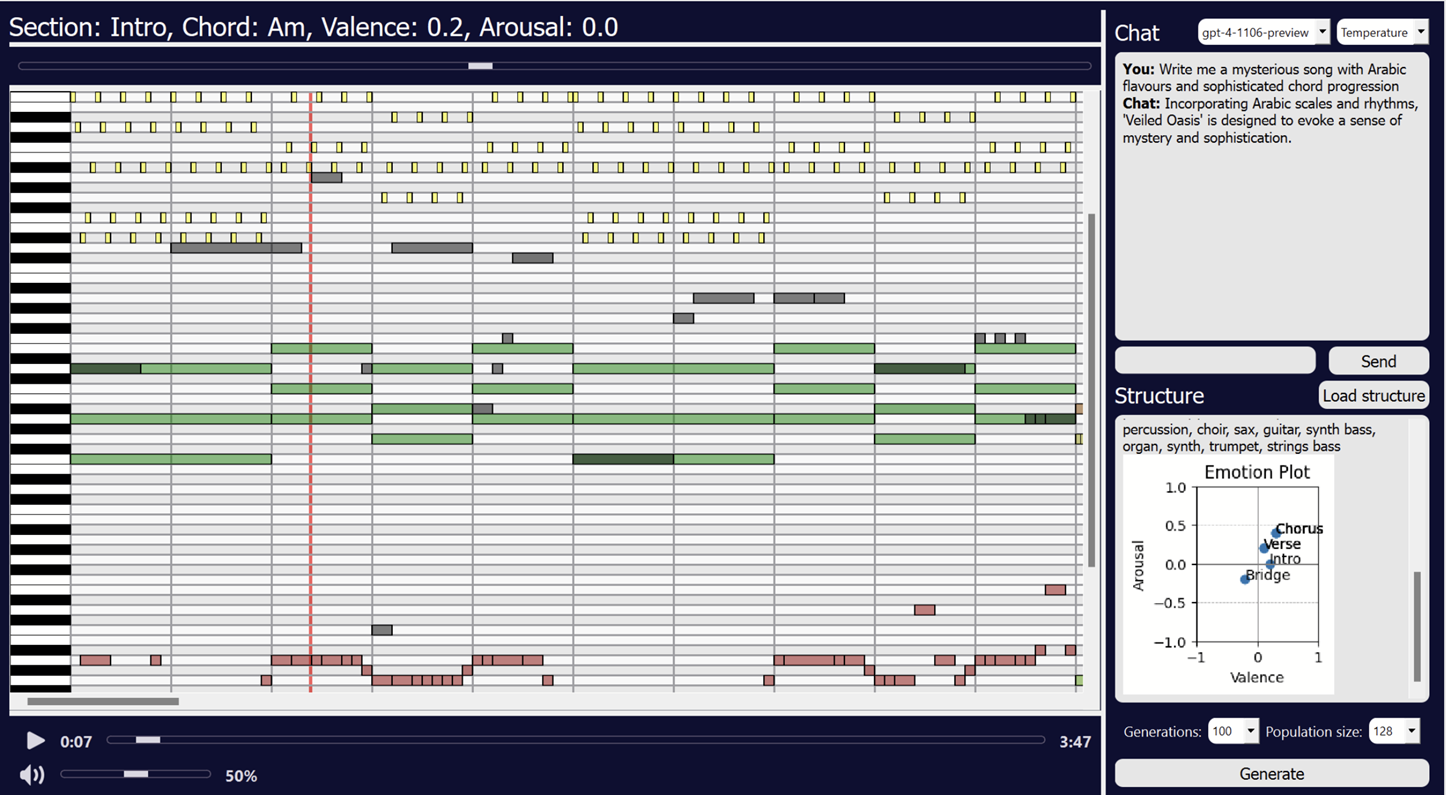 Section: Intro, Chord: Am, Valence: 0.2, Arousal: 0.0
Chat
gpt-4-1106-preview
Temperature
You: Write me a mysterious song with Arabic
flavours and sophisticated chord progression
Chat: Incorporating Arabic scales and rhythms,
'Veiled Oasis' is designed to evoke a sense of
mystery and sophistication.
Send
Structure
Load structure
percussion, choir, sax, guitar, synth bass,
organ, synth, trumpet, strings bass
Emotion Plot
1.0
0.5
0.0
−0.5
−1.0
Arousal
Chorus
Verse
Intro
Bridge
−1 0 1
Valence
Generations: 100 Population size: 128
Generate
0:07
3:47
50%